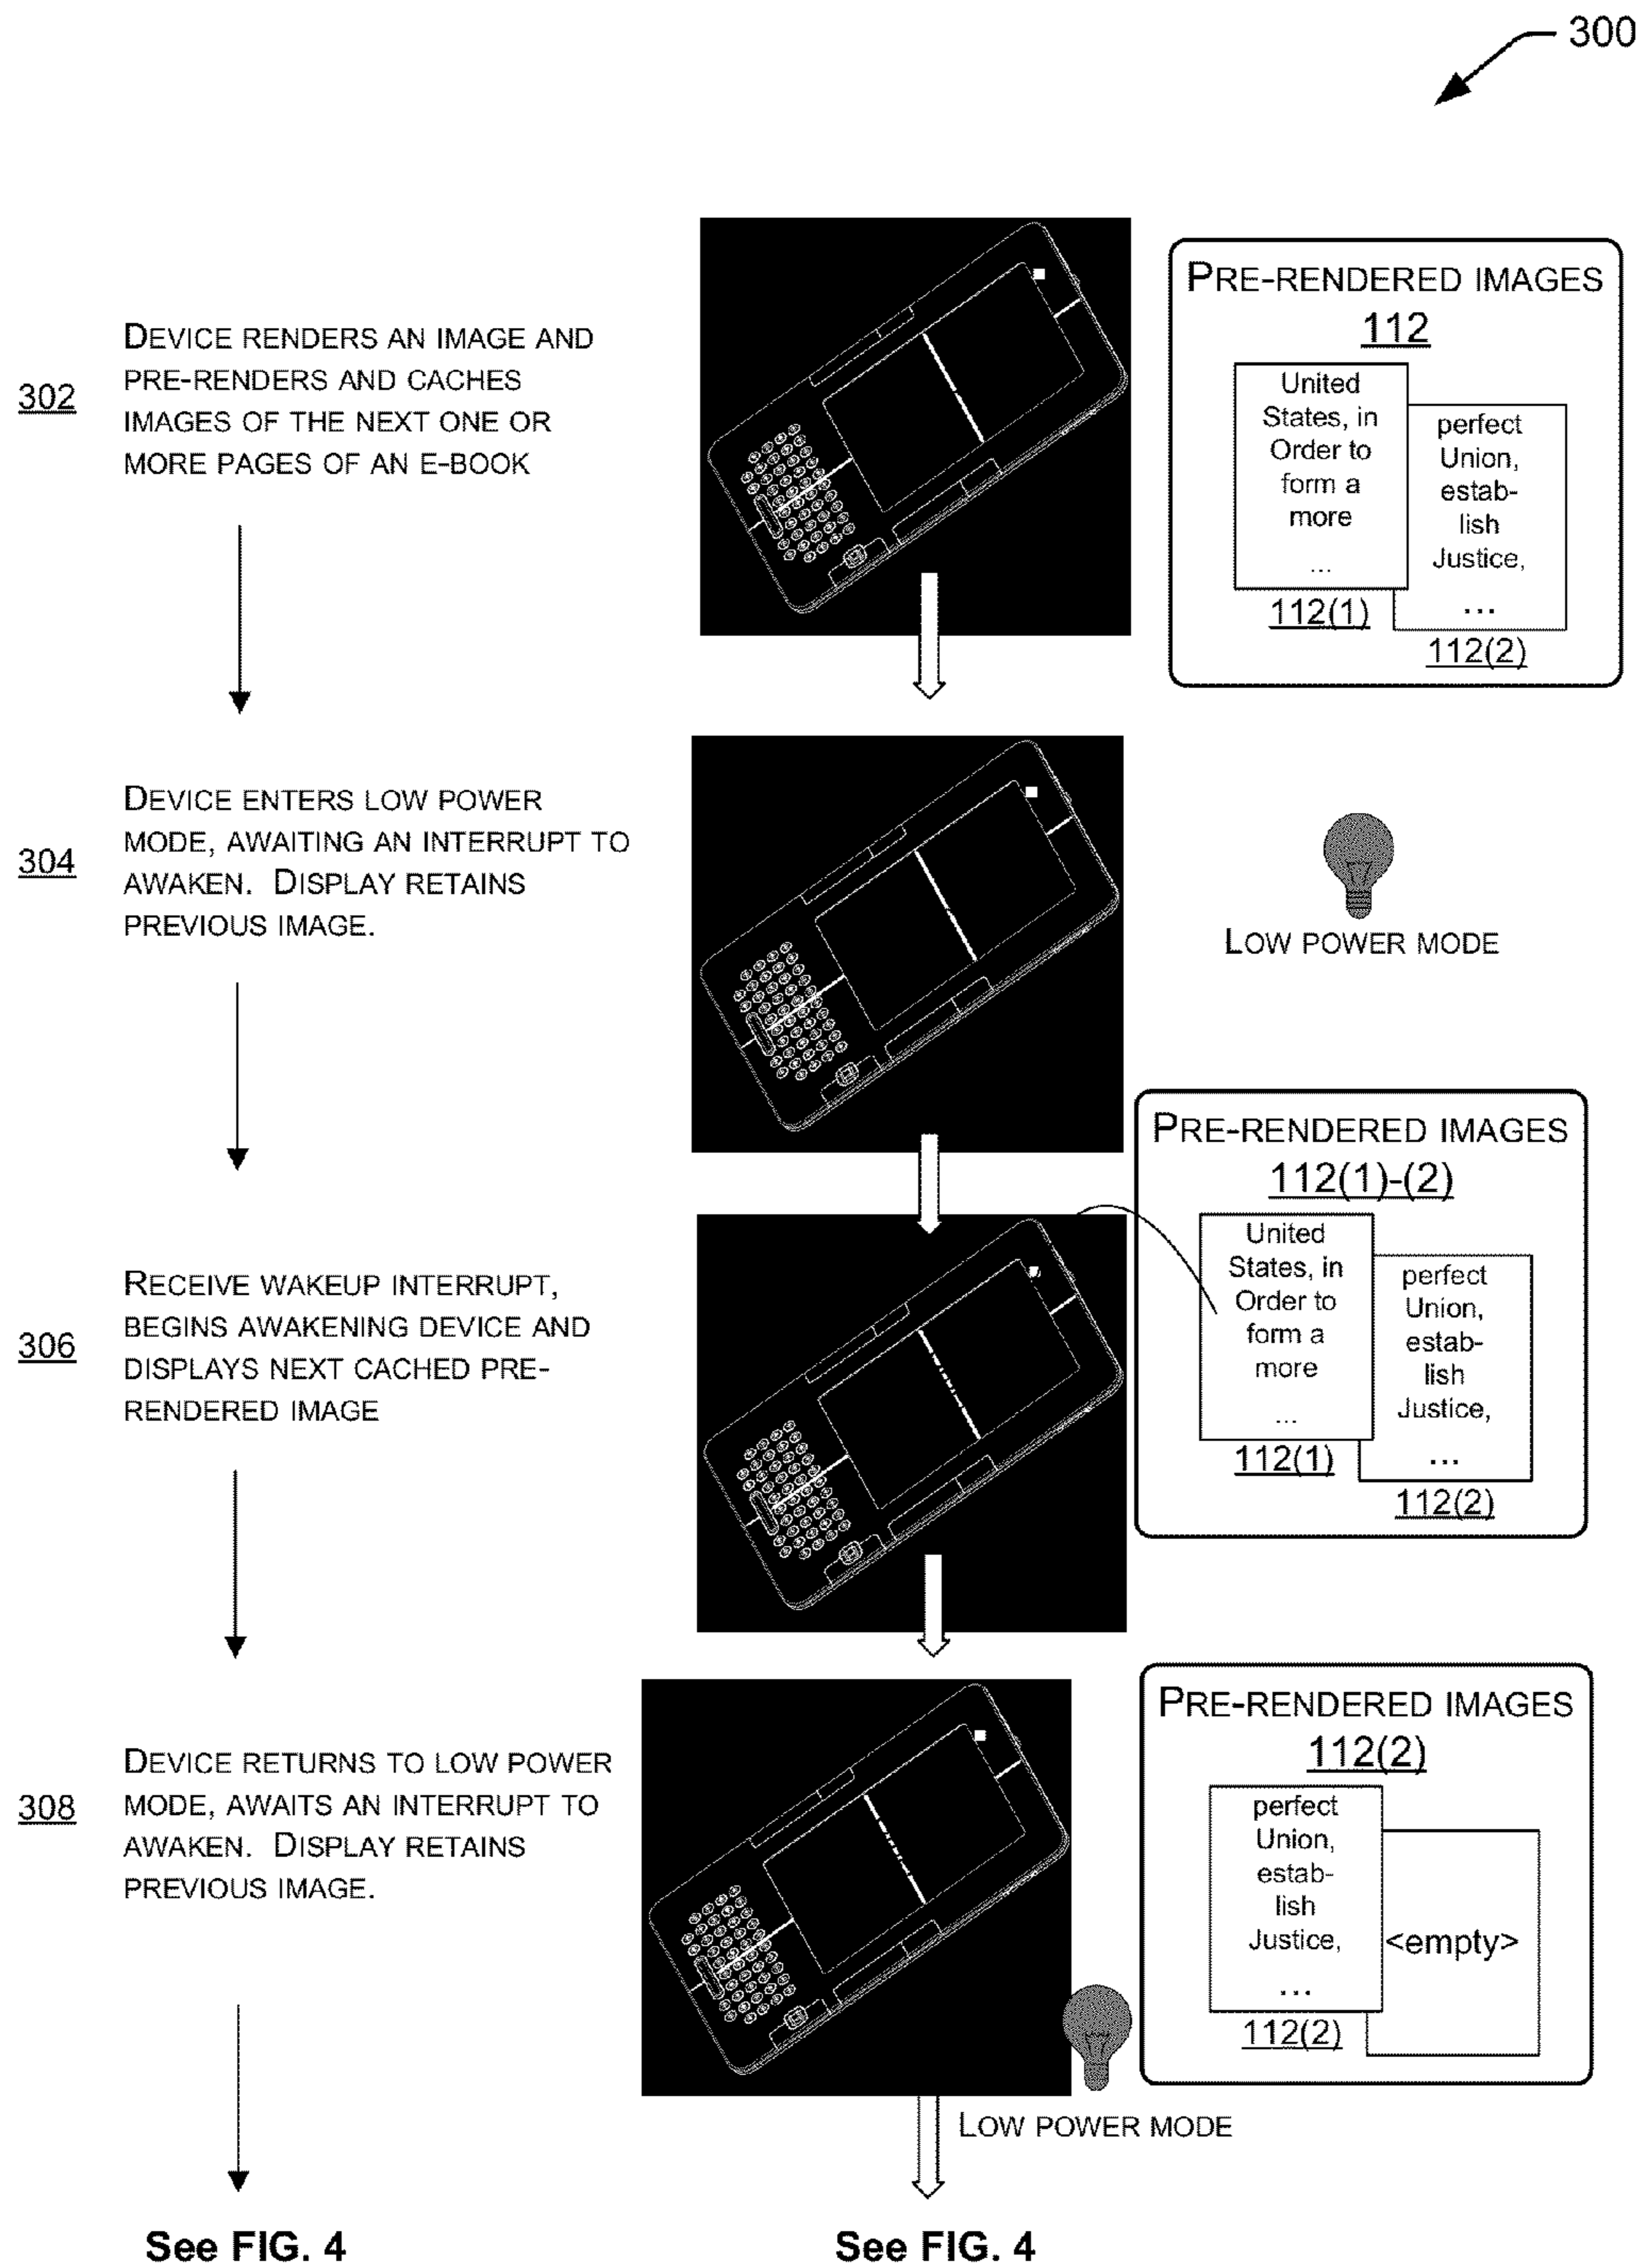 300
302
DEVICE RENDERS AN IMAGE AND
PRE-RENDERS AND CACHES
IMAGES OF THE NEXT ONE OR
MORE PAGES OF AN E-BOOK
PRE-RENDERED IMAGES
112
United
States, in
Order to
form a
more
...
112(1)
perfect
Union,
estab-
lish
Justice,
...
112(2)
304
DEVICE ENTERS LOW POWER
MODE, AWAITING AN INTERRUPT TO
AWAKEN. DISPLAY RETAINS
PREVIOUS IMAGE.
LOW POWER MODE
306
RECEIVE WAKEUP INTERRUPT,
BEGINS AWAKENING DEVICE AND
DISPLAYS NEXT CACHED PRE-
RENDERED IMAGE
PRE-RENDERED IMAGES
112(1)-(2)
United
States, in
Order to
form a
more
...
112(1)
perfect
Union,
estab-
lish
Justice,
...
112(2)
308
DEVICE RETURNS TO LOW POWER
MODE, AWAITS AN INTERRUPT TO
AWAKEN. DISPLAY RETAINS
PREVIOUS IMAGE.
PRE-RENDERED IMAGES
112(2)
perfect
Union,
estab-
lish
Justice,
...
112(2)
<empty>
LOW POWER MODE
See FIG. 4
See FIG. 4